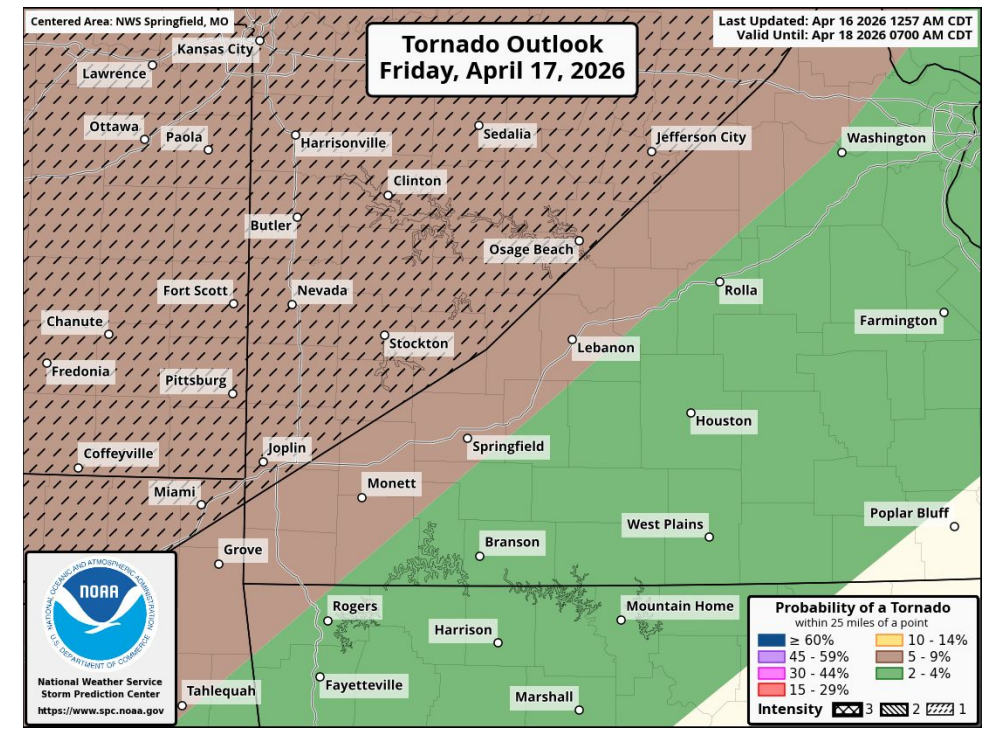 Centered Area: NWS Springfield, MO
Tornado Outlook
Friday, April 17, 2026
Last Updated: Apr 16 2026 1257 AM CDT
Valid Until: Apr 18 2026 0700 AM CDT
Kansas City
Lawrence
Ottawa
Paola
Harrisonville
Sedalia
Jefferson City
Washington
Clinton
Butler
Osage Beach
Fort Scott
Nevada
Rolla
Chanute
Farmington
Stockton
Lebanon
Fredonia
Pittsburg
Houston
Coffeyville
Joplin
Springfield
Miami
Monett
Poplar Bluff
West Plains
Grove
Branson
Rogers
Mountain Home
Harrison
Tahlequah
Fayetteville
Marshall
NATIONAL OCEANIC AND ATMOSPHERIC ADMINISTRATION
NOAA
U.S. DEPARTMENT OF COMMERCE
National Weather Service
Storm Prediction Center
https://www.spc.noaa.gov
Probability of a Tornado
within 25 miles of a point
≥ 60%
10 - 14%
45 - 59%
5 - 9%
30 - 44%
2 - 4%
15 - 29%
Intensity 3 2 1